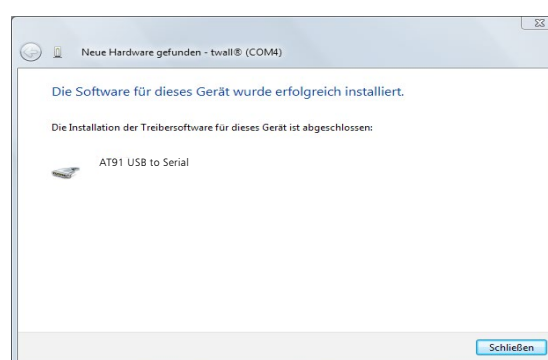 Neue Hardware gefunden - twall® (COM4)
Die Software für dieses Gerät wurde erfolgreich installiert.
Die Installation der Treibersoftware für dieses Gerät ist abgeschlossen:
AT91 USB to Serial
Schließen